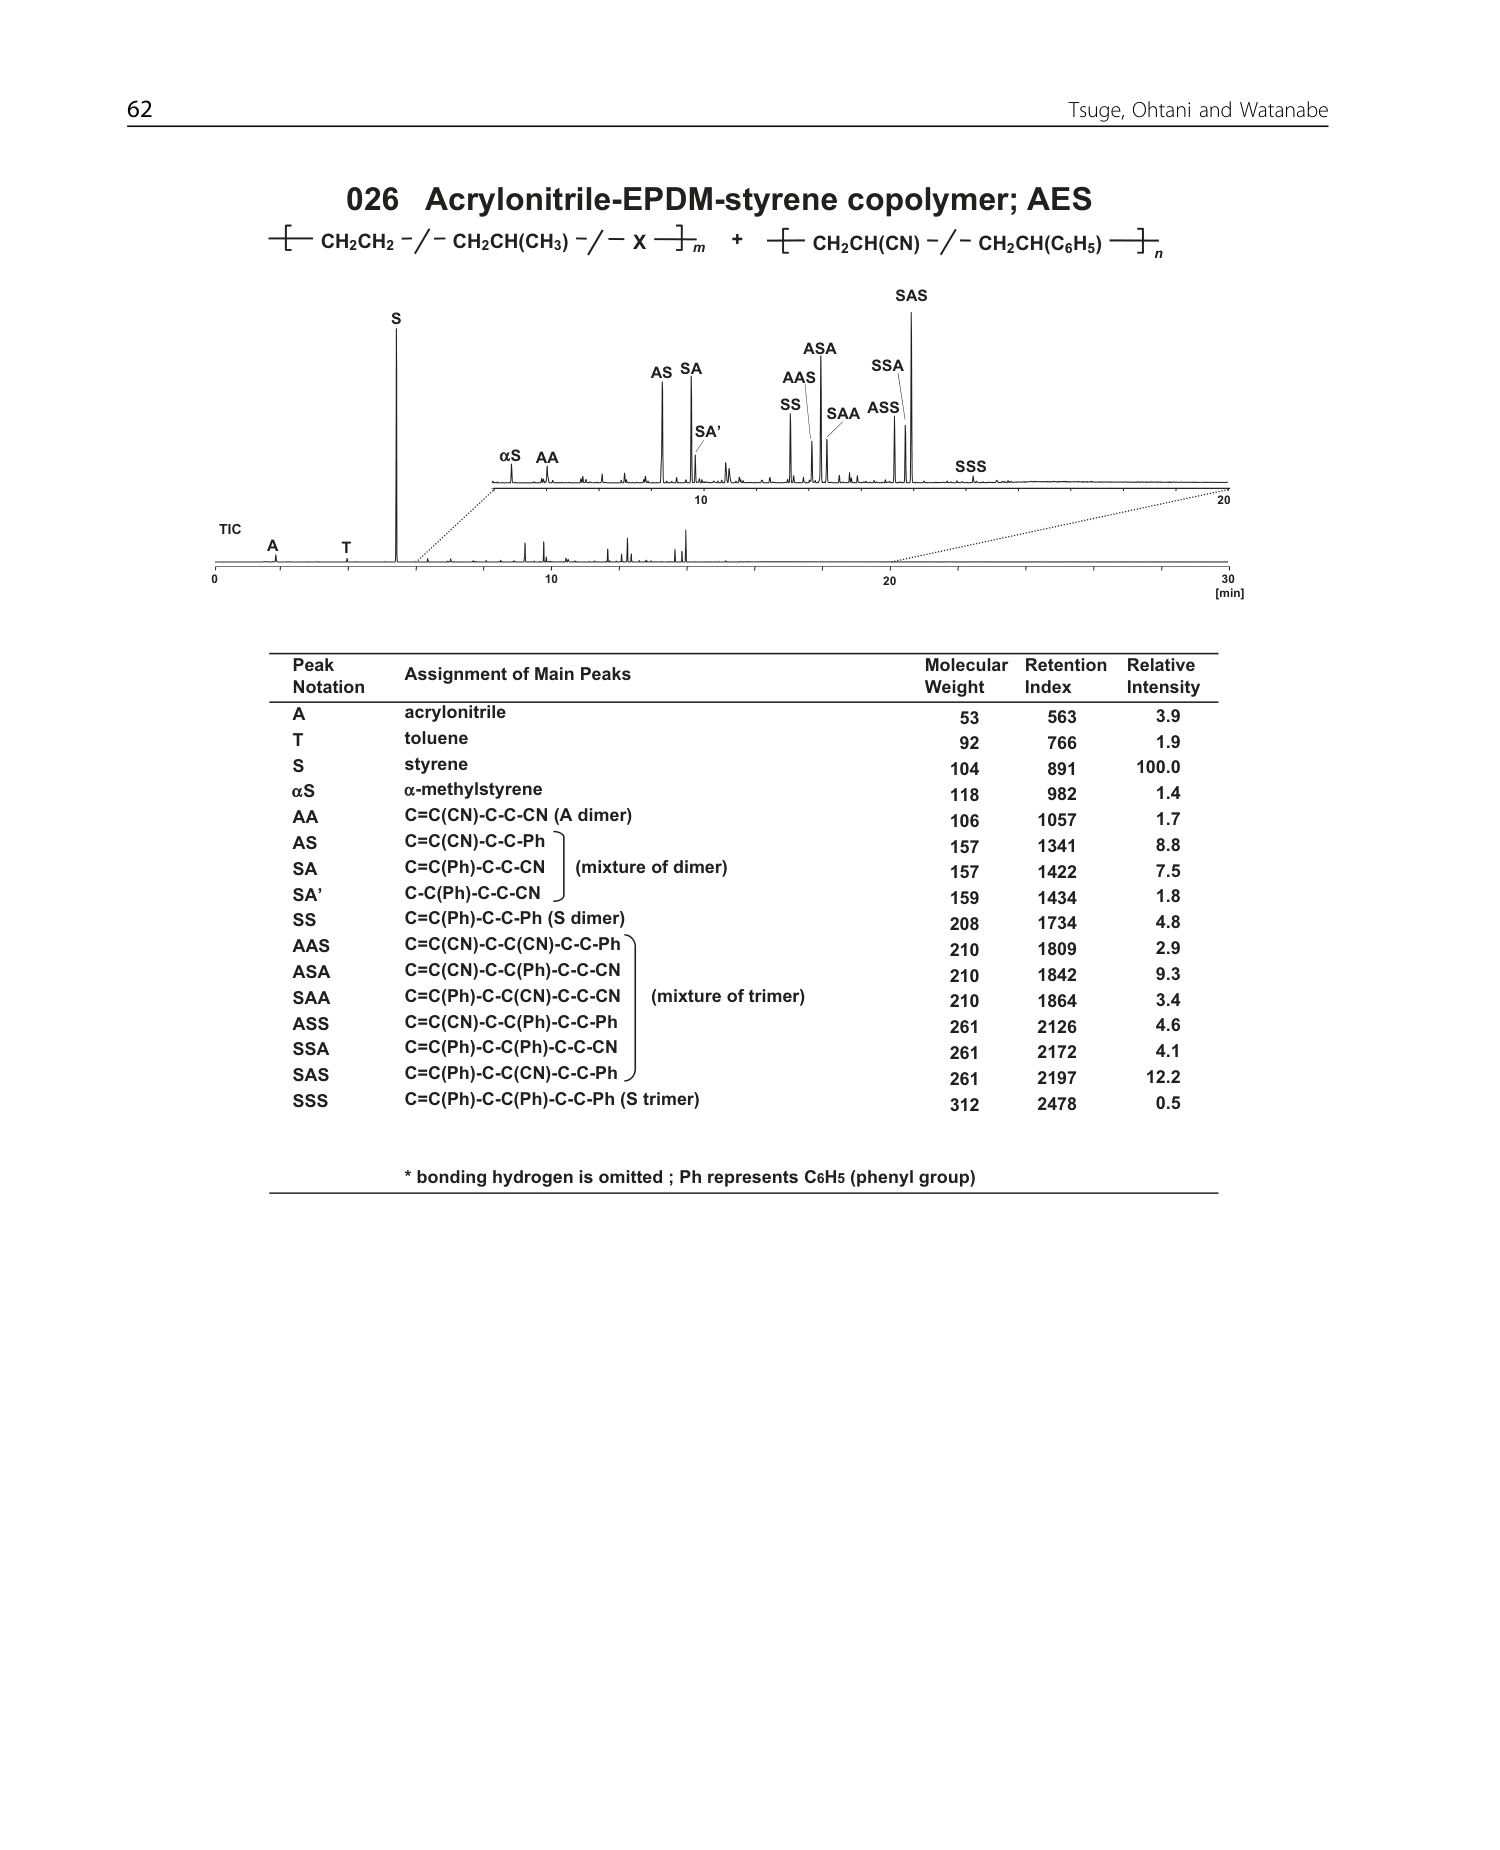 62
Tsuge, Ohtani and Watanabe
026 Acrylonitrile-EPDM-styrene copolymer; AES
[ CH2CH2 –/– CH2CH(CH3) –/– X ]m + [ CH2CH(CN) –/– CH2CH(C6H5) ]n
SAS
S
ASA
SSA
AS SA
AAS
SS
SAA
ASS
SA’
αS
AA
SSS
10
20
TIC
A
T
0
10
20
30
[min]
Peak Notation
Assignment of Main Peaks
Molecular Weight
Retention Index
Relative Intensity
A acrylonitrile 53 563 3.9
T toluene 92 766 1.9
S styrene 104 891 100.0
αS α-methylstyrene 118 982 1.4
AA C=C(CN)-C-C-CN (A dimer) 106 1057 1.7
AS C=C(CN)-C-C-Ph 157 1341 8.8
SA C=C(Ph)-C-C-CN (mixture of dimer) 157 1422 7.5
SA’ C-C(Ph)-C-C-CN 159 1434 1.8
SS C=C(Ph)-C-C-Ph (S dimer) 208 1734 4.8
AAS C=C(CN)-C-C(CN)-C-C-Ph 210 1809 2.9
ASA C=C(CN)-C-C(Ph)-C-C-CN 210 1842 9.3
SAA C=C(Ph)-C-C(CN)-C-C-CN (mixture of trimer) 210 1864 3.4
ASS C=C(CN)-C-C(Ph)-C-C-Ph 261 2126 4.6
SSA C=C(Ph)-C-C(Ph)-C-C-CN 261 2172 4.1
SAS C=C(Ph)-C-C(CN)-C-C-Ph 261 2197 12.2
SSS C=C(Ph)-C-C(Ph)-C-C-Ph (S trimer) 312 2478 0.5
* bonding hydrogen is omitted ; Ph represents C6H5 (phenyl group)